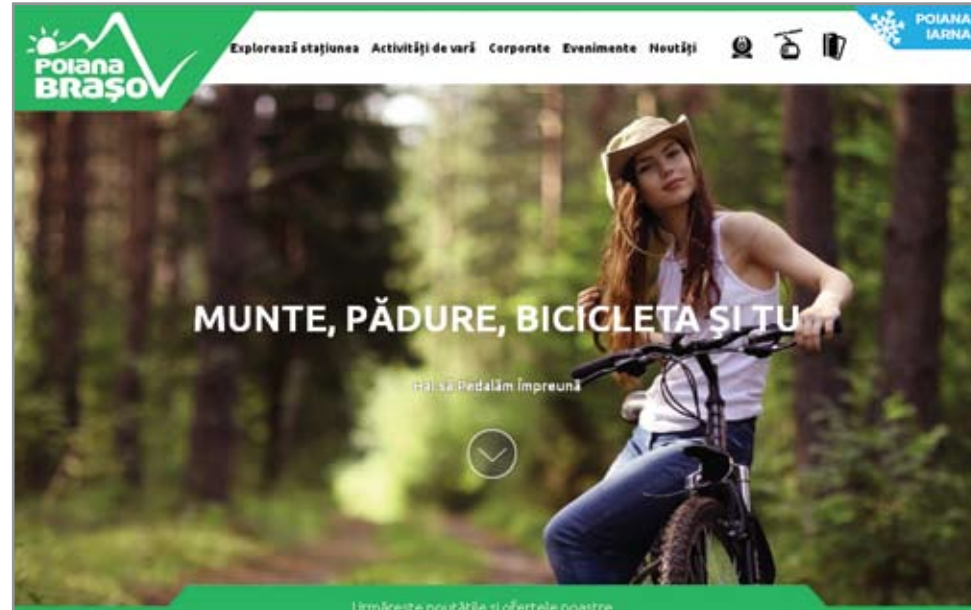 POIANA
BRAȘOV
Explorează stațiunea Activități de vară Corporate Evenimente Noutăți
POIANA
IARNA
MUNTE, PĂDURE, BICICLETA ȘI TU
Hai să Pedalăm Împreună
Urmărește noutățile și ofertele noastre